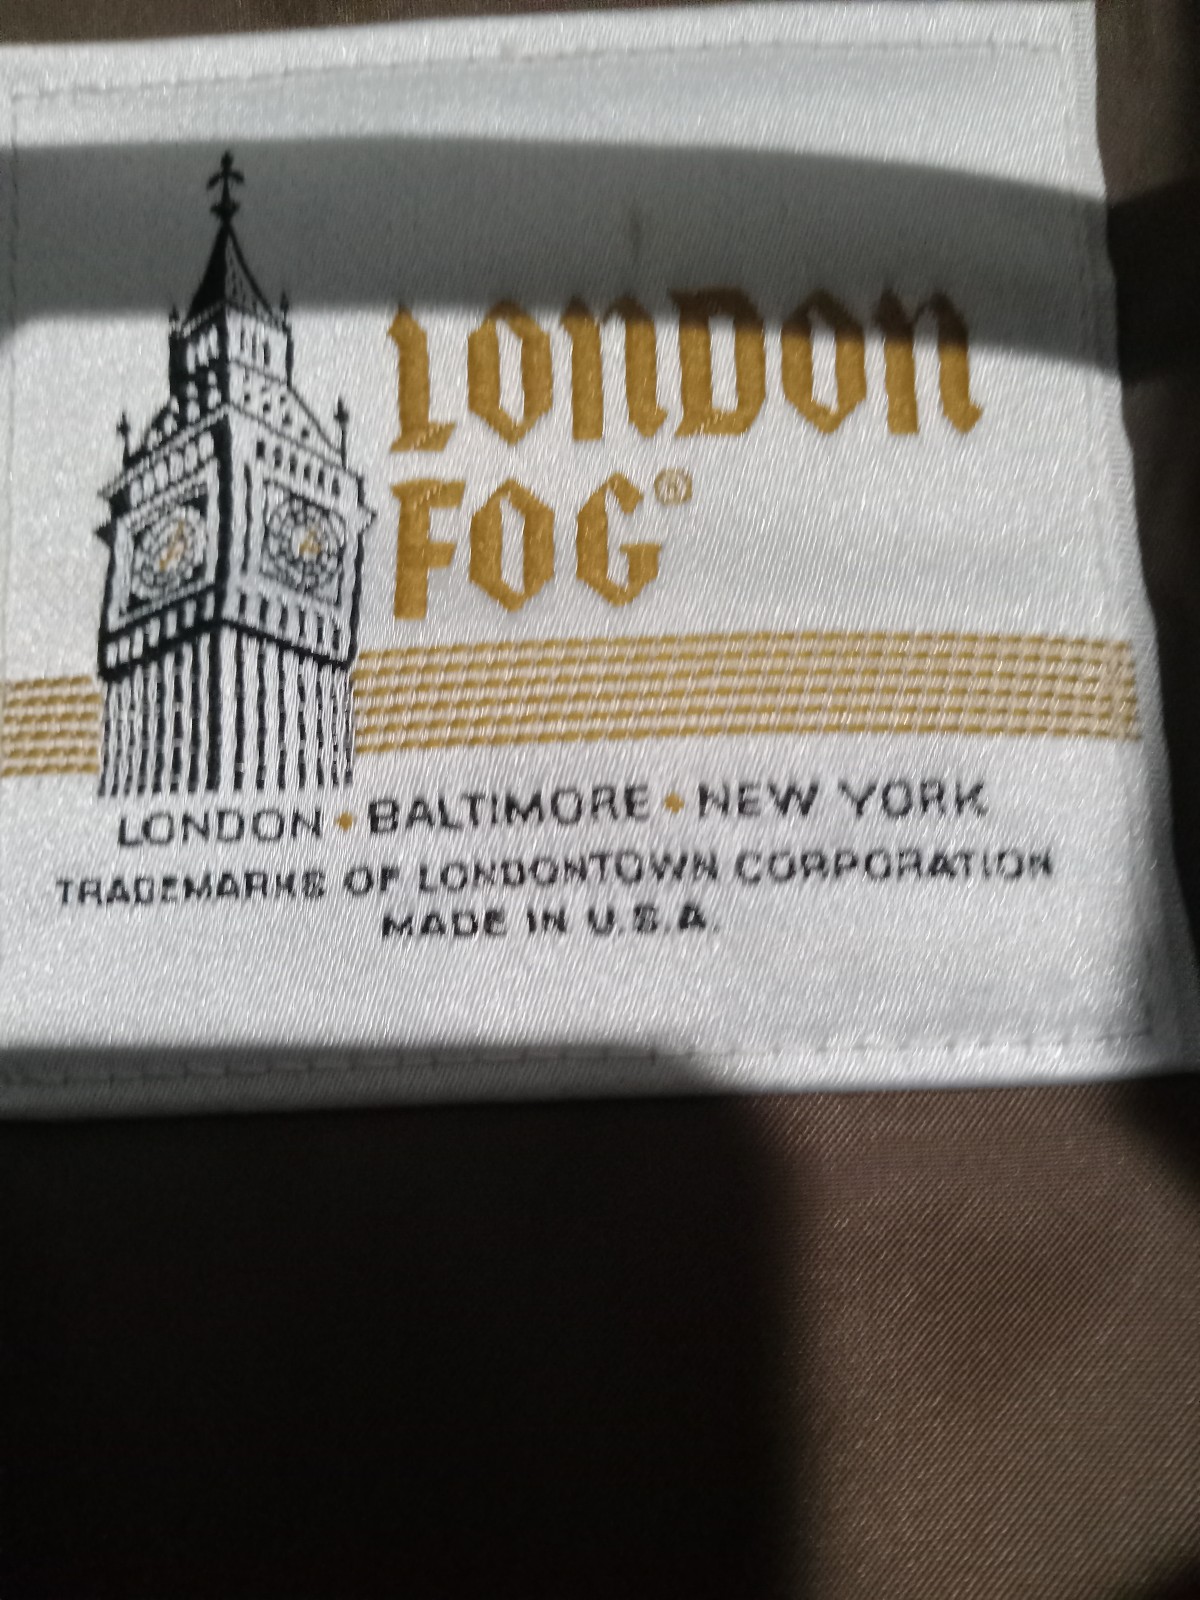 LONDON
FOG®
LONDON • BALTIMORE • NEW YORK
TRADEMARKS OF LONDONTOWN CORPORATION
MADE IN U.S.A.